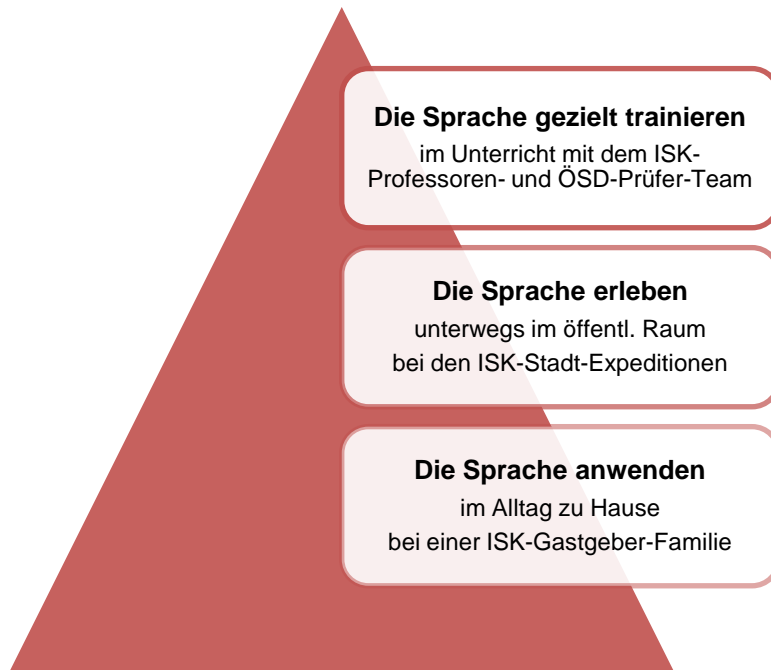 Die Sprache gezielt trainieren
im Unterricht mit dem ISK-
Professoren- und ÖSD-Prüfer-Team
Die Sprache erleben
unterwegs im öffentl. Raum
bei den ISK-Stadt-Expeditionen
Die Sprache anwenden
im Alltag zu Hause
bei einer ISK-Gastgeber-Familie